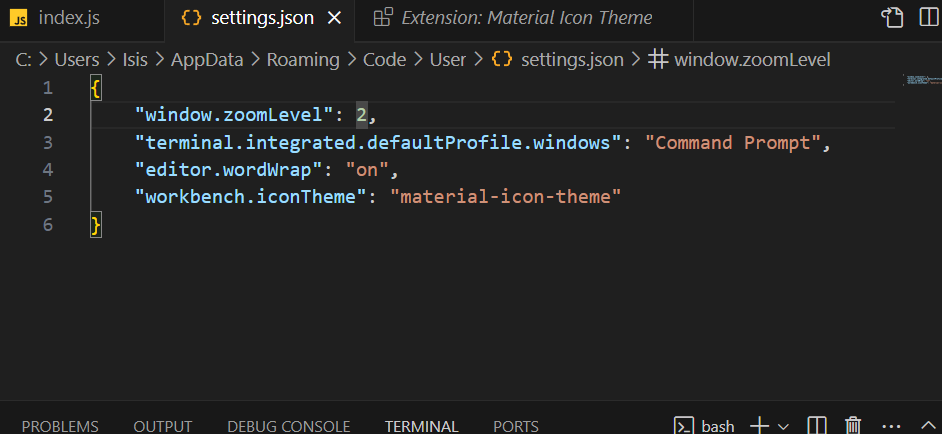 JS index.js {} settings.json Extension: Material Icon Theme
C: > Users > Isis > AppData > Roaming > Code > User > {} settings.json > # window.zoomLevel
1 {
2 "window.zoomLevel": 2,
3 "terminal.integrated.defaultProfile.windows": "Command Prompt",
4 "editor.wordWrap": "on",
5 "workbench.iconTheme": "material-icon-theme"
6 }
PROBLEMS OUTPUT DEBUG CONSOLE TERMINAL PORTS bash